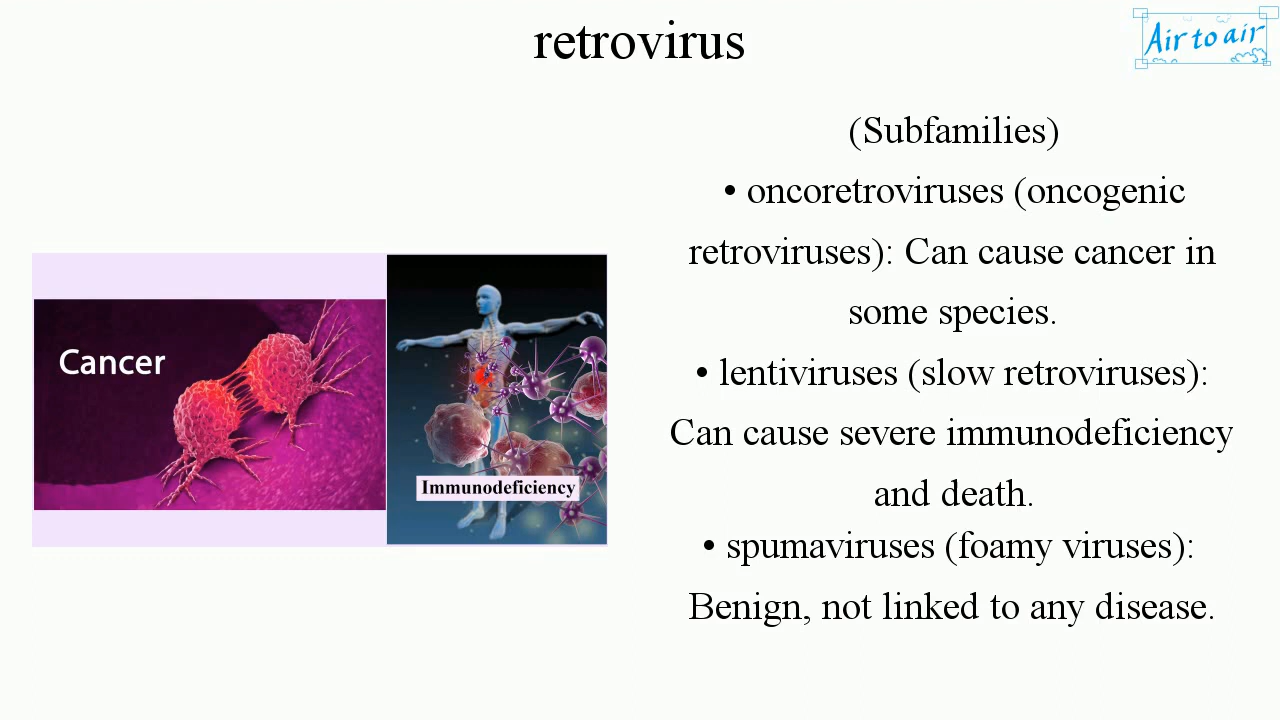 retrovirus
Air to air
(Subfamilies)
• oncoretroviruses (oncogenic
retroviruses): Can cause cancer in
some species.
• lentiviruses (slow retroviruses):
Can cause severe immunodeficiency
and death.
• spumaviruses (foamy viruses):
Benign, not linked to any disease.
Cancer
Immunodeficiency